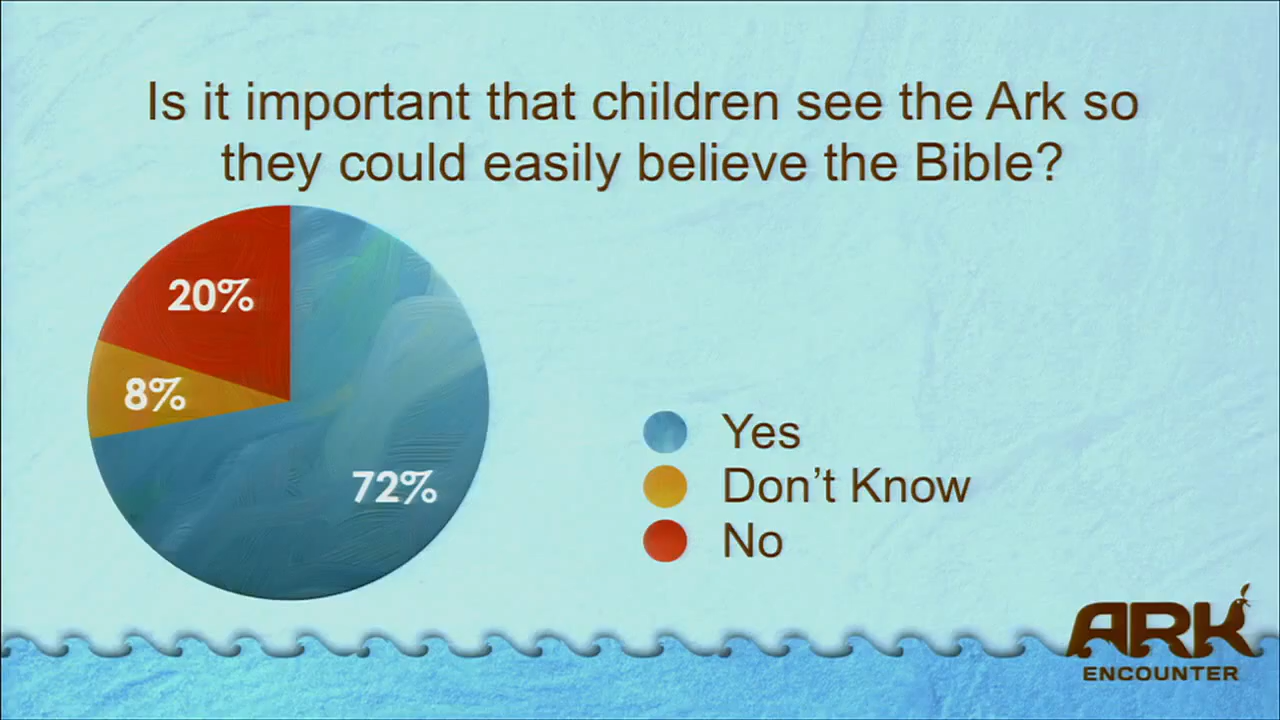 Is it important that children see the Ark so
they could easily believe the Bible?
20%
8%
72%
Yes
Don’t Know
No
ARK
ENCOUNTER